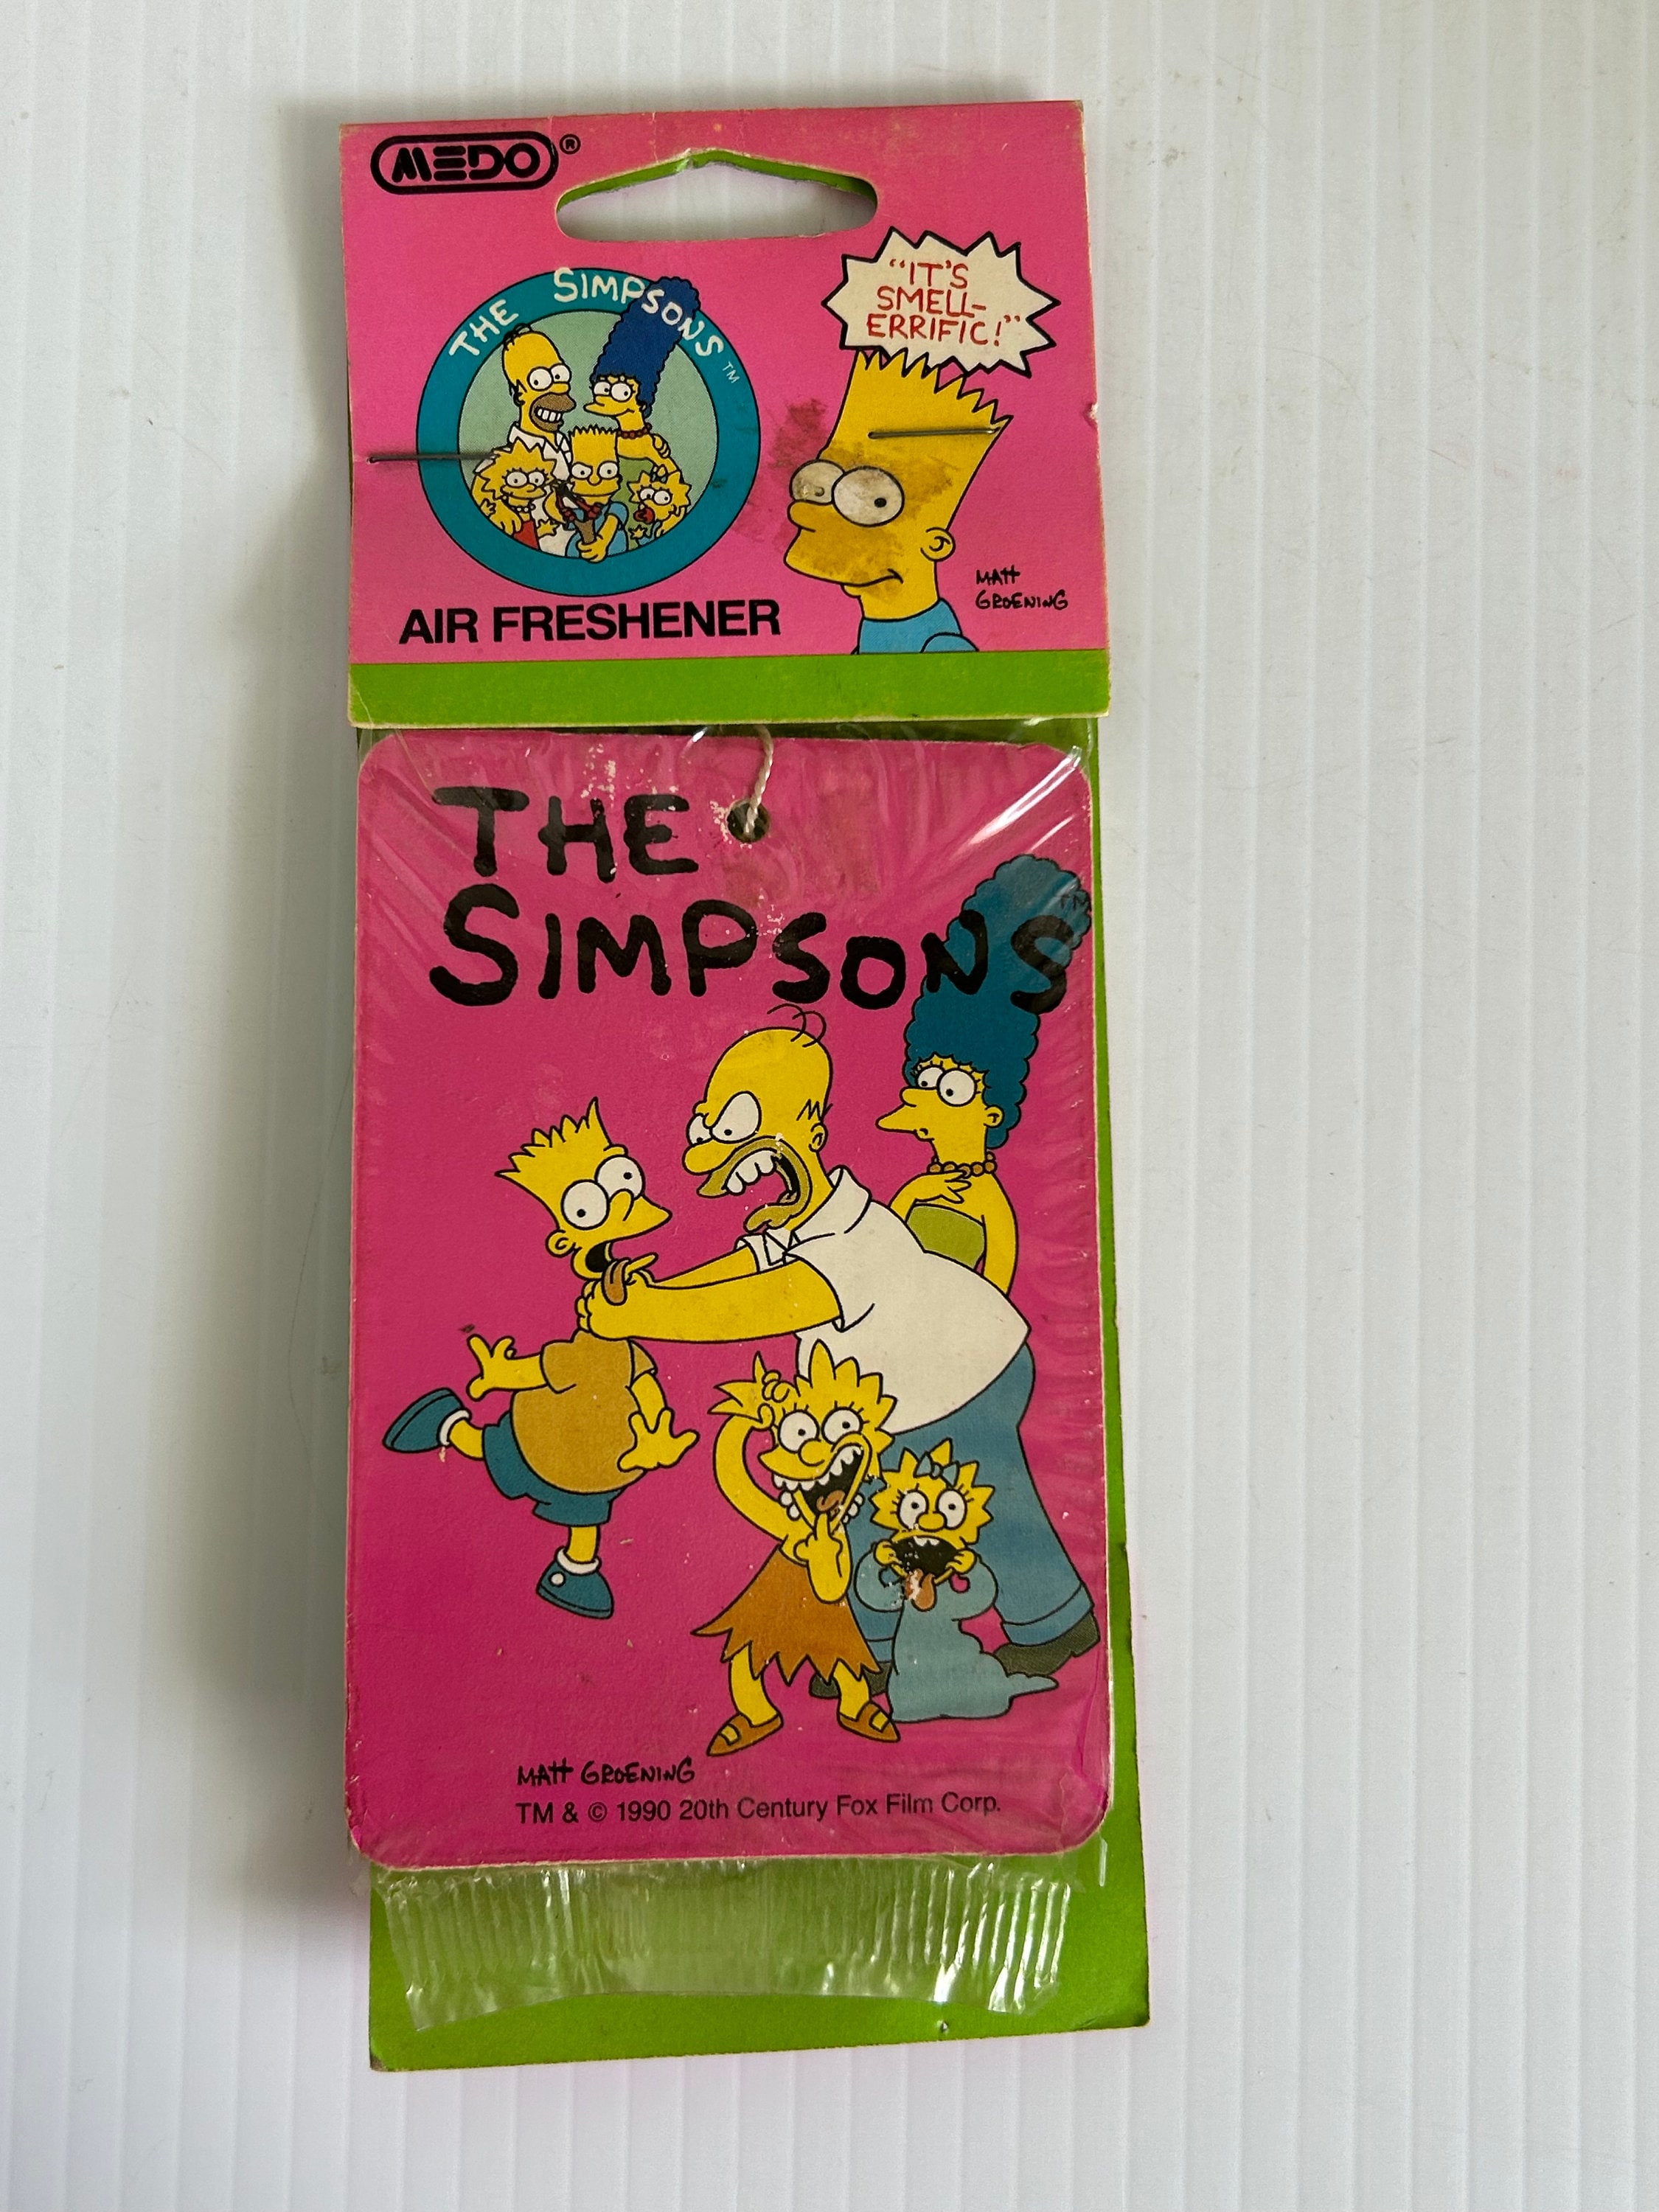 MEDO®
THE SIMPSONS™
"IT'S
SMELL-
ERRIFIC!"
MATT
GROENING
AIR FRESHENER
THE
SIMPSONS™
MATT GROENING
TM & © 1990 20th Century Fox Film Corp.